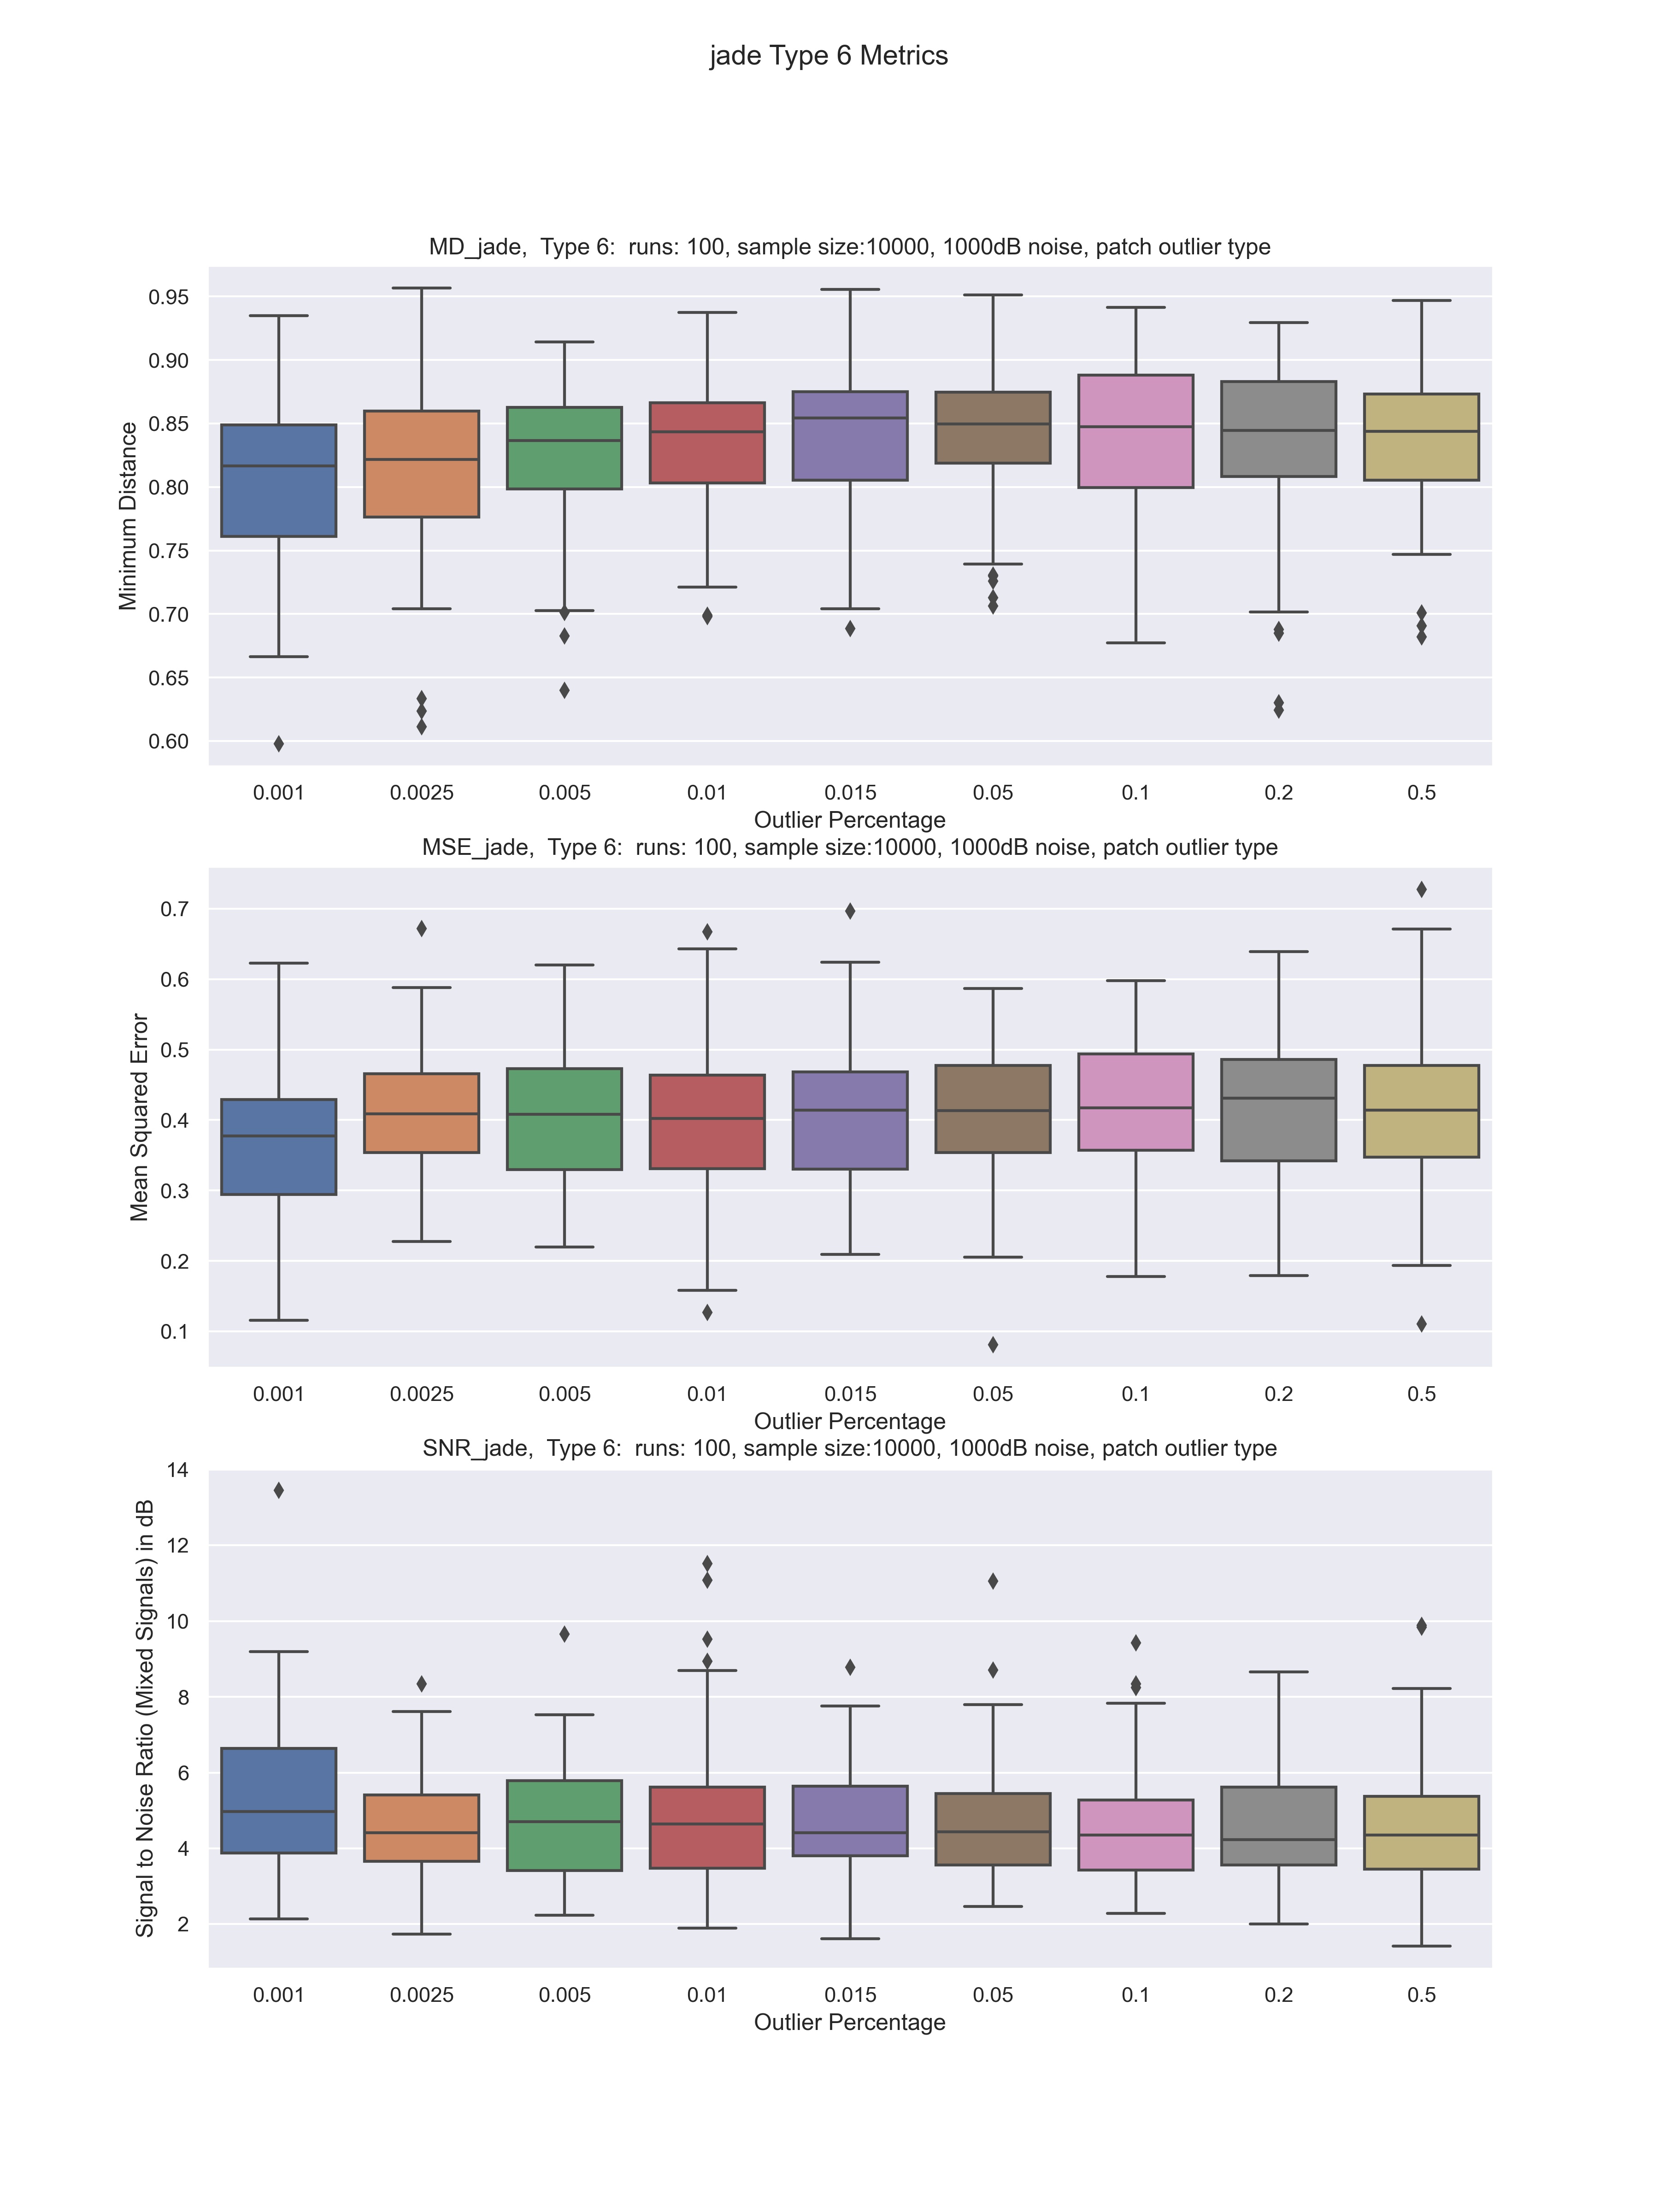 jade Type 6 Metrics
MD_jade,  Type 6:  runs: 100, sample size:10000, 1000dB noise, patch outlier type
Minimum Distance
0.95
0.90
0.85
0.80
0.75
0.70
0.65
0.60
0.001 0.0025 0.005 0.01 0.015 0.05 0.1 0.2 0.5
Outlier Percentage
MSE_jade,  Type 6:  runs: 100, sample size:10000, 1000dB noise, patch outlier type
Mean Squared Error
0.7
0.6
0.5
0.4
0.3
0.2
0.1
0.001 0.0025 0.005 0.01 0.015 0.05 0.1 0.2 0.5
Outlier Percentage
SNR_jade,  Type 6:  runs: 100, sample size:10000, 1000dB noise, patch outlier type
Signal to Noise Ratio (Mixed Signals) in dB
14
12
10
8
6
4
2
0.001 0.0025 0.005 0.01 0.015 0.05 0.1 0.2 0.5
Outlier Percentage